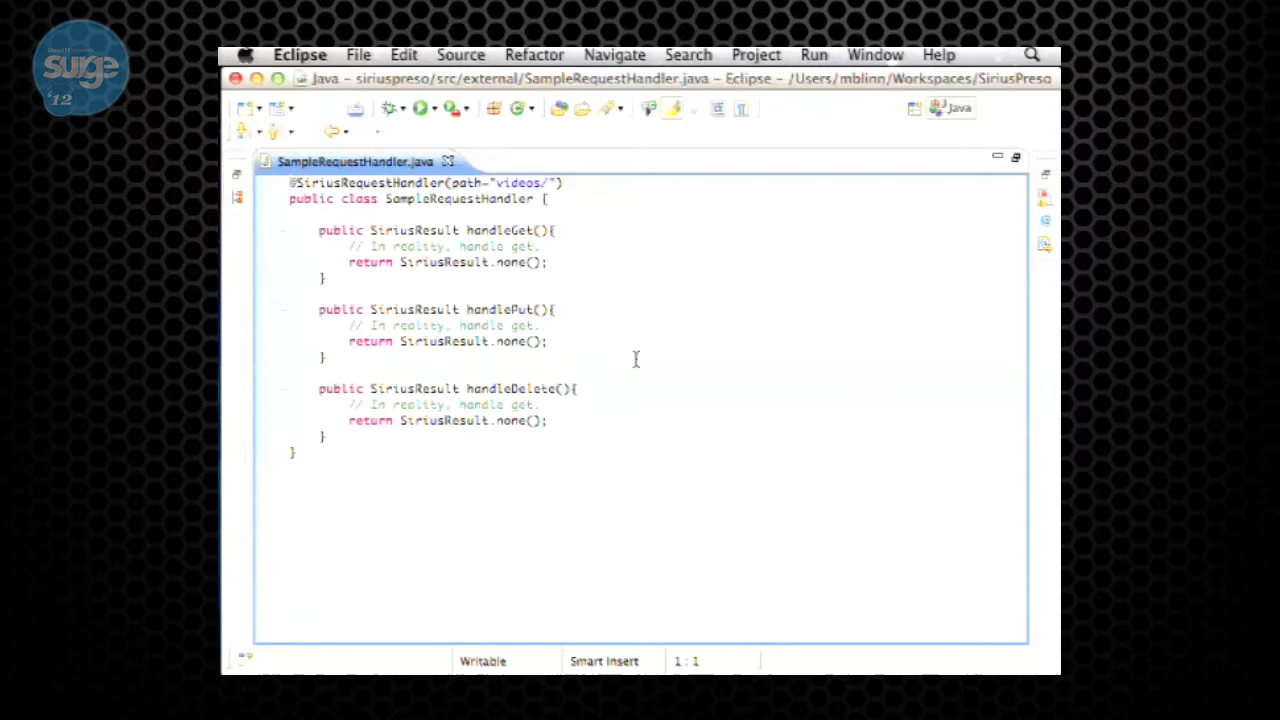 OmniTI presents
surge
'12
Eclipse File Edit Source Refactor Navigate Search Project Run Window Help
Java – siriuspreso/src/external/SampleRequestHandler.java – Eclipse – /Users/mblinn/Workspaces/SiriusPreso
Java
SampleRequestHandler.java
@SiriusRequestHandler(path="videos/")
public class SampleRequestHandler {
public SiriusResult handleGet(){
// In reality, handle get.
return SiriusResult.none();
}
public SiriusResult handlePut(){
// In reality, handle get.
return SiriusResult.none();
}
public SiriusResult handleDelete(){
// In reality, handle get.
return SiriusResult.none();
}
}
Writable Smart Insert 1 : 1